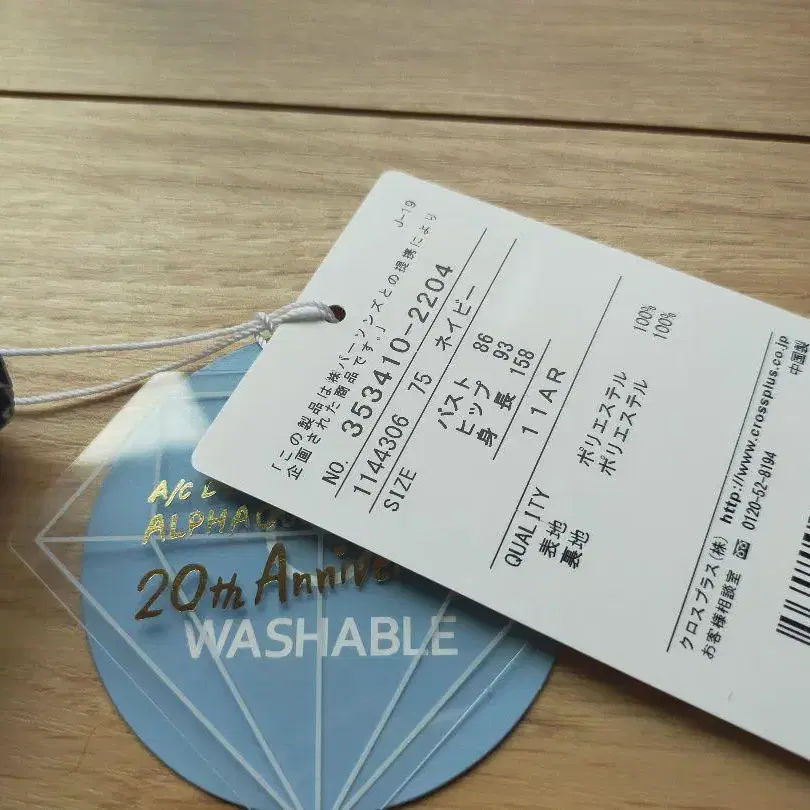 J-19
「この製品は㈱パーソンズとの提携により
企画された商品です。」
NO. 353410-2204
1144306 75 ネイビー
SIZE
バスト 86
ヒップ 93
身長 158
11AR
QUALITY
表地 ポリエステル 100%
裏地 ポリエステル 100%
クロスプラス(株) http://www.crossplus.co.jp
お客様相談室 0120-52-8194
中国製
A/C
ALPHA
20th Annive
WASHABLE